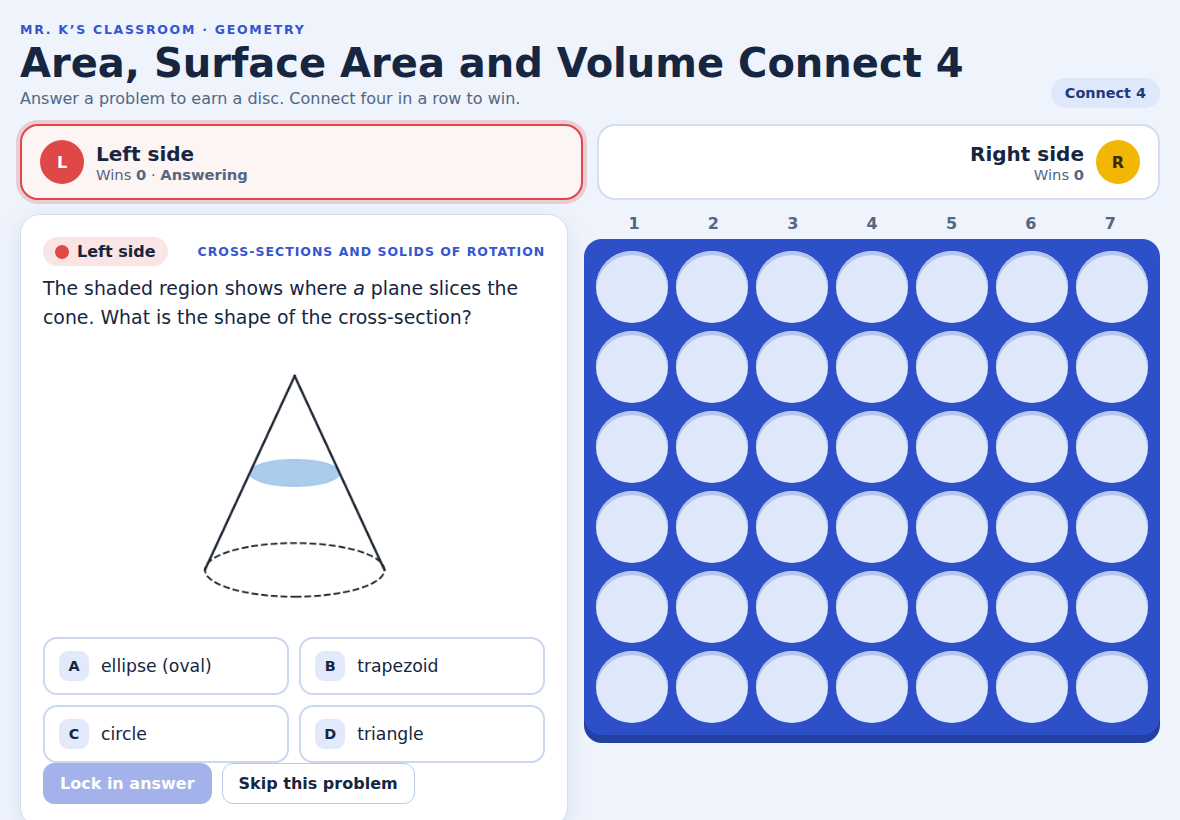 MR. K’S CLASSROOM · GEOMETRY
Area, Surface Area and Volume Connect 4
Answer a problem to earn a disc. Connect four in a row to win.
Connect 4
L
Left side
Wins 0 · Answering
Right side
Wins 0
R
Left side
CROSS-SECTIONS AND SOLIDS OF ROTATION
The shaded region shows where a plane slices the
cone. What is the shape of the cross-section?
A ellipse (oval)
B trapezoid
C circle
D triangle
Lock in answer
Skip this problem
1 2 3 4 5 6 7